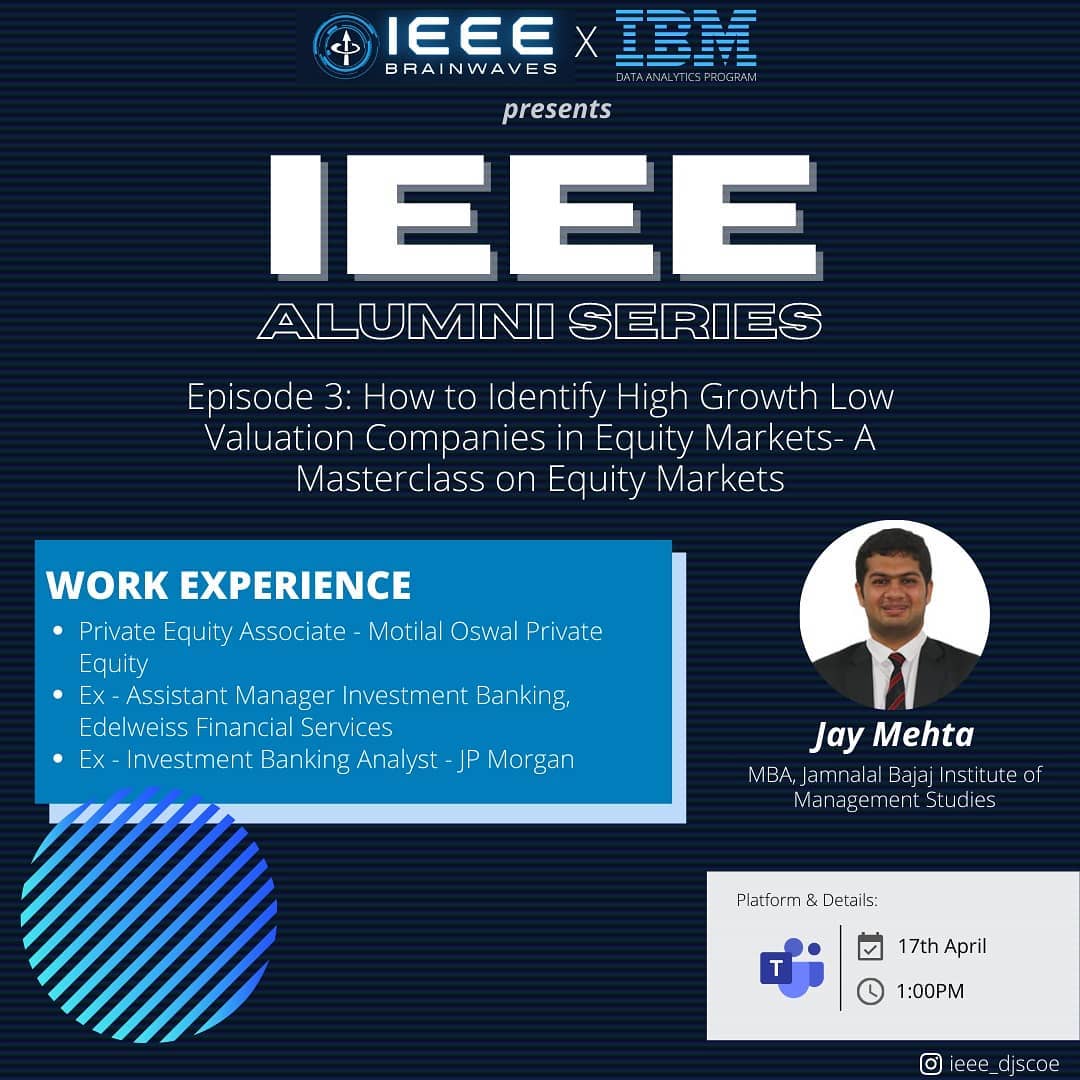 IEEE X IBM
BRAINWAVES DATA ANALYTICS PROGRAM
presents
IEEE
ALUMNI SERIES
Episode 3: How to Identify High Growth Low
Valuation Companies in Equity Markets- A
Masterclass on Equity Markets
WORK EXPERIENCE
• Private Equity Associate - Motilal Oswal Private
Equity
• Ex - Assistant Manager Investment Banking,
Edelweiss Financial Services
• Ex - Investment Banking Analyst - JP Morgan
Jay Mehta
MBA, Jamnalal Bajaj Institute of
Management Studies
Platform & Details:
T
17th April
1:00PM
ieee_djscoe